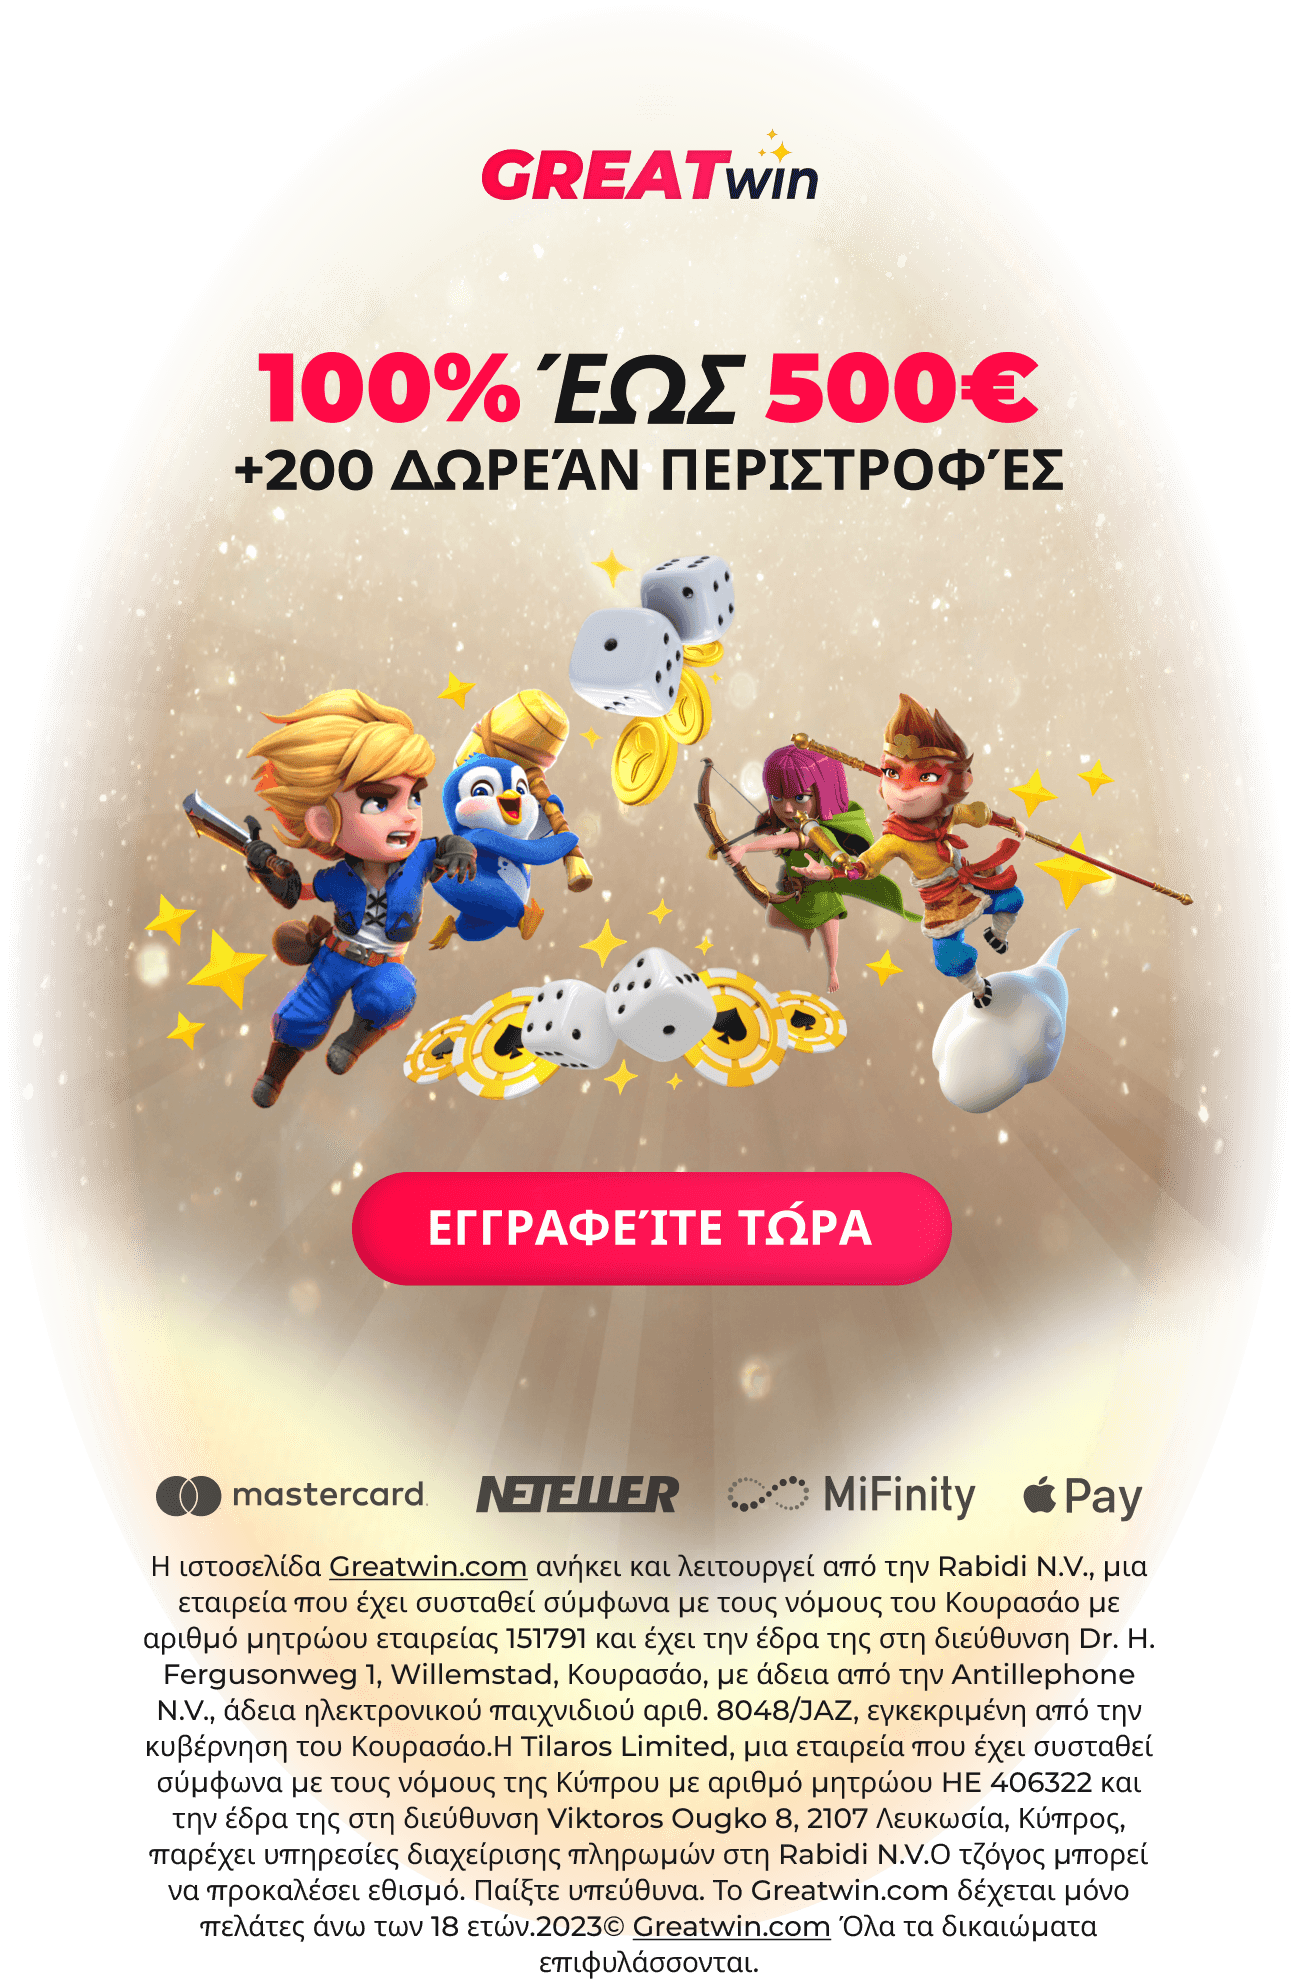 GREATwin
100% ΈΩΣ 500€
+200 ΔΩΡΕΆΝ ΠΕΡΙΣΤΡΟΦΈΣ
ΕΓΓΡΑΦΕΊΤΕ ΤΏΡΑ
mastercard. NETELLER MiFinity Pay
Η ιστοσελίδα Greatwin.com ανήκει και λειτουργεί από την Rabidi N.V., μια
εταιρεία που έχει συσταθεί σύμφωνα με τους νόμους του Κουρασάο με
αριθμό μητρώου εταιρείας 151791 και έχει την έδρα της στη διεύθυνση Dr. H.
Fergusonweg 1, Willemstad, Κουρασάο, με άδεια από την Antillephone
N.V., άδεια ηλεκτρονικού παιχνιδιού αριθ. 8048/JAZ, εγκεκριμένη από την
κυβέρνηση του Κουρασάο.Η Tilaros Limited, μια εταιρεία που έχει συσταθεί
σύμφωνα με τους νόμους της Κύπρου με αριθμό μητρώου HE 406322 και
την έδρα της στη διεύθυνση Viktoros Ougko 8, 2107 Λευκωσία, Κύπρος,
παρέχει υπηρεσίες διαχείρισης πληρωμών στη Rabidi N.V.Ο τζόγος μπορεί
να προκαλέσει εθισμό. Παίξτε υπεύθυνα. Το Greatwin.com δέχεται μόνο
πελάτες άνω των 18 ετών.2023© Greatwin.com Όλα τα δικαιώματα
επιφυλάσσονται.